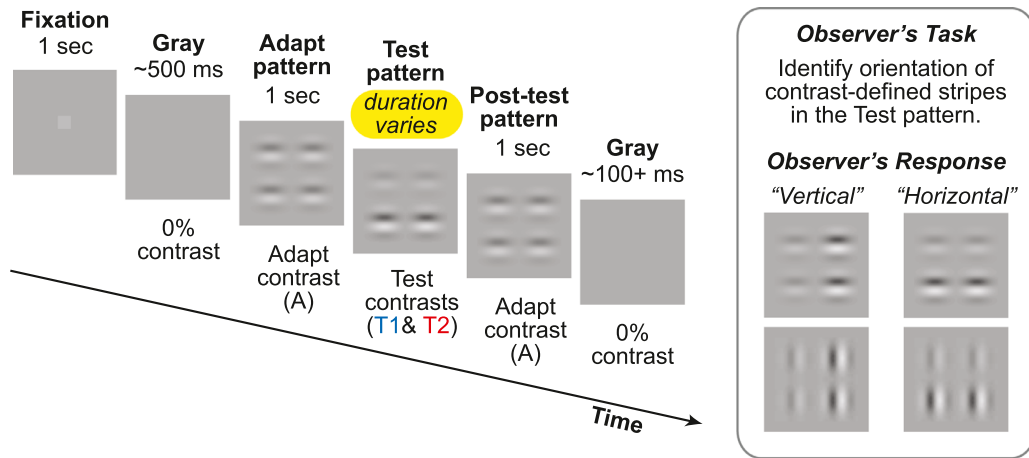 Fixation
1 sec
Gray
~500 ms
0%
contrast
Adapt
pattern
1 sec
Adapt
contrast
(A)
Test
pattern
duration
varies
Test
contrasts
(T1& T2)
Post-test
pattern
1 sec
Adapt
contrast
(A)
Gray
~100+ ms
0%
contrast
Time
Observer’s Task
Identify orientation of
contrast-defined stripes
in the Test pattern.
Observer’s Response
“Vertical” “Horizontal”